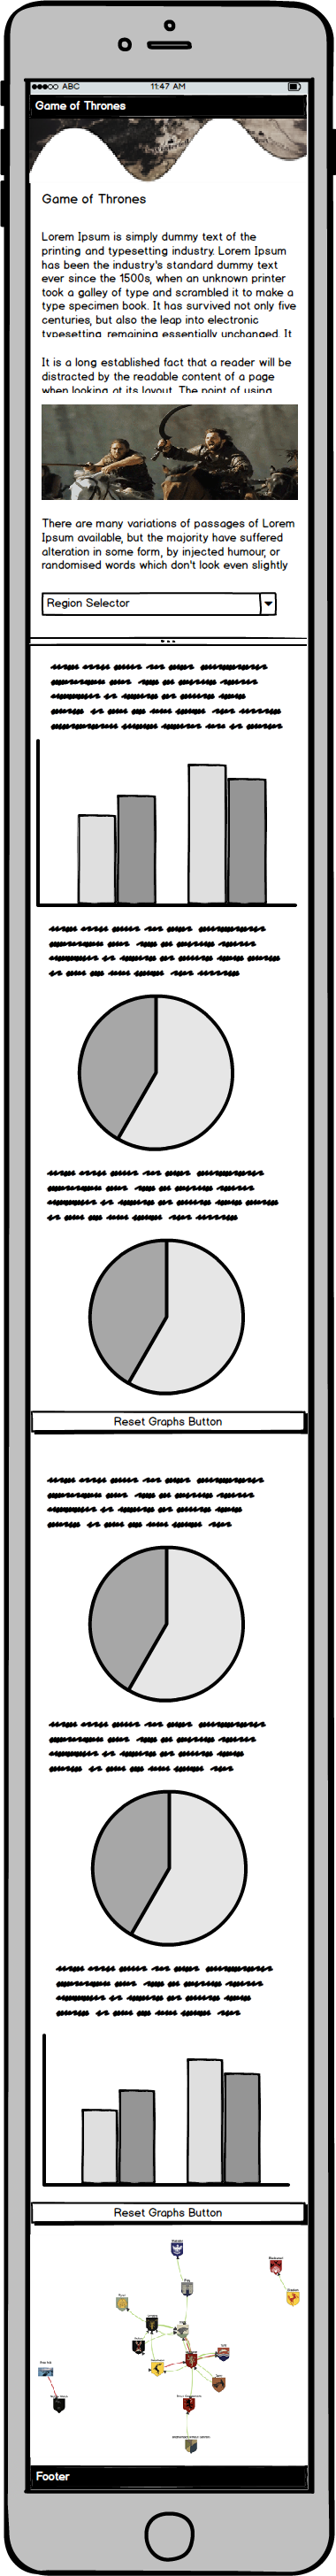 ABC 11:47 AM
Game of Thrones
Game of Thrones
Lorem Ipsum is simply dummy text of the
printing and typesetting industry. Lorem Ipsum
has been the industry's standard dummy text
ever since the 1500s, when an unknown printer
took a galley of type and scrambled it to make a
type specimen book. It has survived not only five
centuries, but also the leap into electronic
typesetting, remaining essentially unchanged. It
It is a long established fact that a reader will be
distracted by the readable content of a page
when looking at its layout. The point of using
There are many variations of passages of Lorem
Ipsum available, but the majority have suffered
alteration in some form, by injected humour, or
randomised words which don't look even slightly
Region Selector
Reset Graphs Button
Reset Graphs Button
Footer